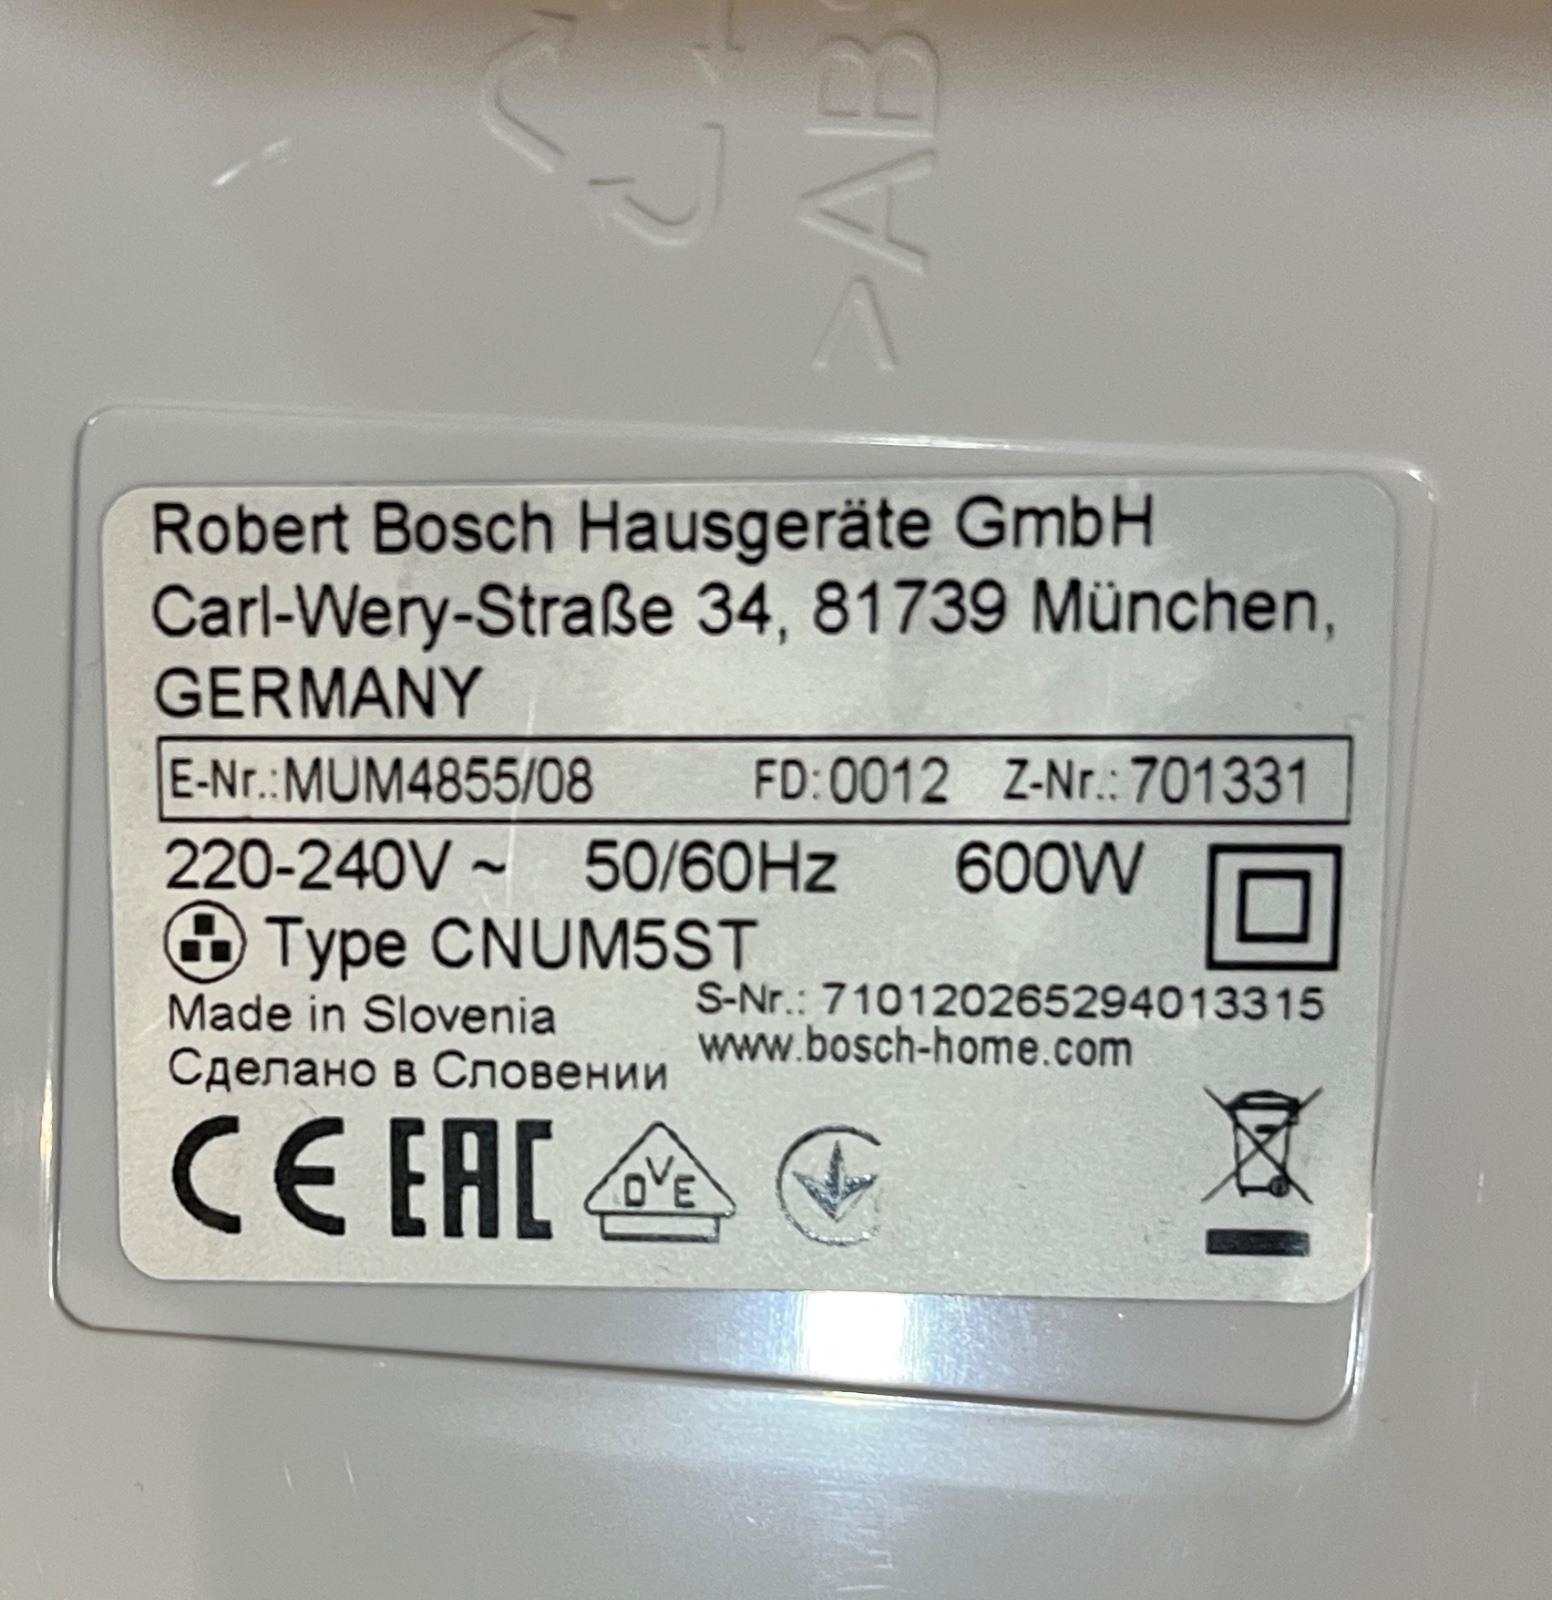 >AB
Robert Bosch Hausgeräte GmbH
Carl-Wery-Straße 34, 81739 München,
GERMANY
E-Nr.:MUM4855/08 FD:0012 Z-Nr.:701331
220-240V ~ 50/60Hz 600W
Type CNUM5ST
Made in Slovenia
Сделано в Словении
S-Nr.: 710120265294013315
www.bosch-home.com
CE EAC DVE